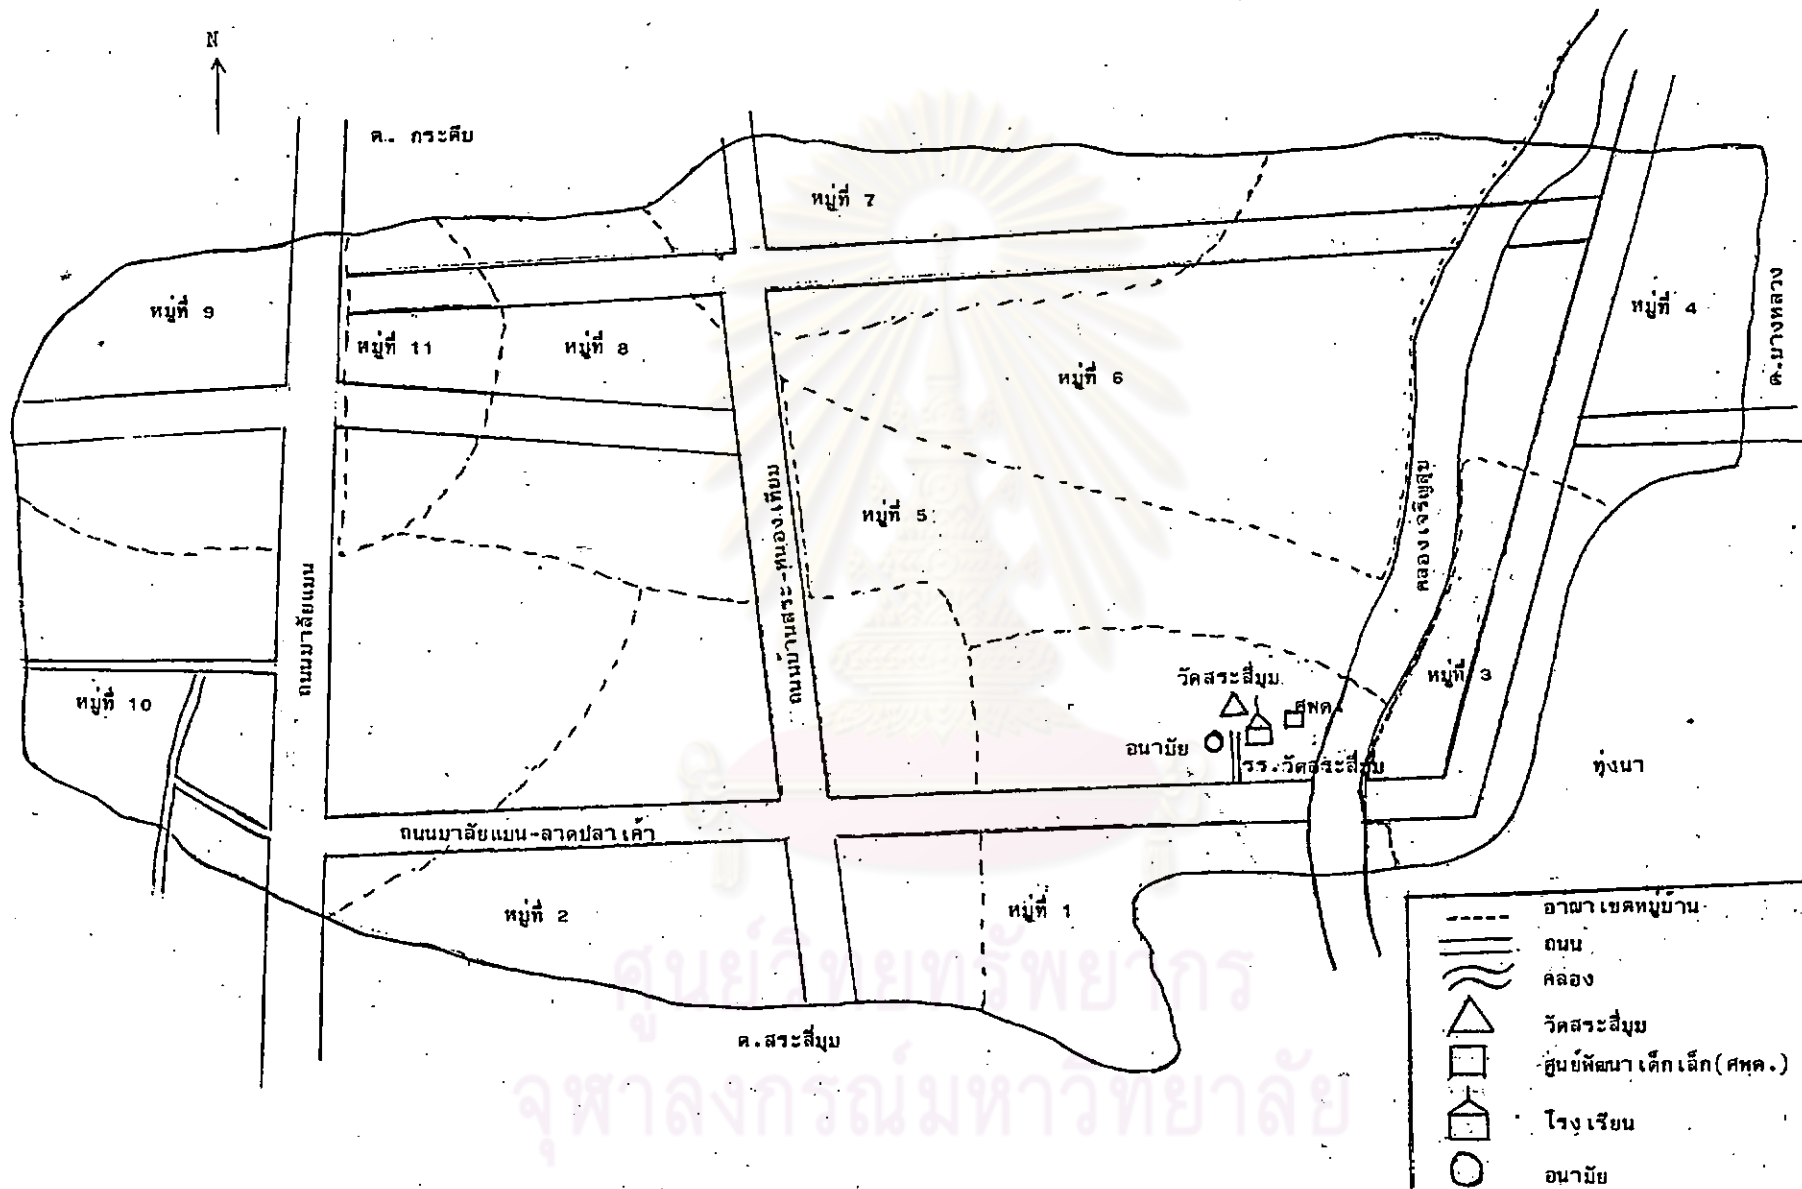 N
ต. กระตีบ
หมู่ที่ 7
หมู่ที่ 9
หมู่ที่ 11
หมู่ที่ 8
หมู่ที่ 6
หมู่ที่ 4
ต.บางหลวง
หมู่ที่ 5
คลองเจริญสุข
ถนนมาลัยแมน
ถนนบ้านสระ-หนองเทียม
หมู่ที่ 10
วัดสระสี่มุม
ศพด.
หมู่ที่ 3
อนามัย
ร.ร.วัดสระสี่มุม
ทุ่งนา
ถนนมาลัยแมน-ลาดปลาเค้า
หมู่ที่ 2
หมู่ที่ 1
ต.สระสี่มุม
อาณาเขตหมู่บ้าน
ถนน
คลอง
วัดสระสี่มุม
ศูนย์พัฒนาเด็กเล็ก(ศพด.)
โรงเรียน
อนามัย
ศูนย์วิทยทรัพยากร
จุฬาลงกรณ์มหาวิทยาลัย